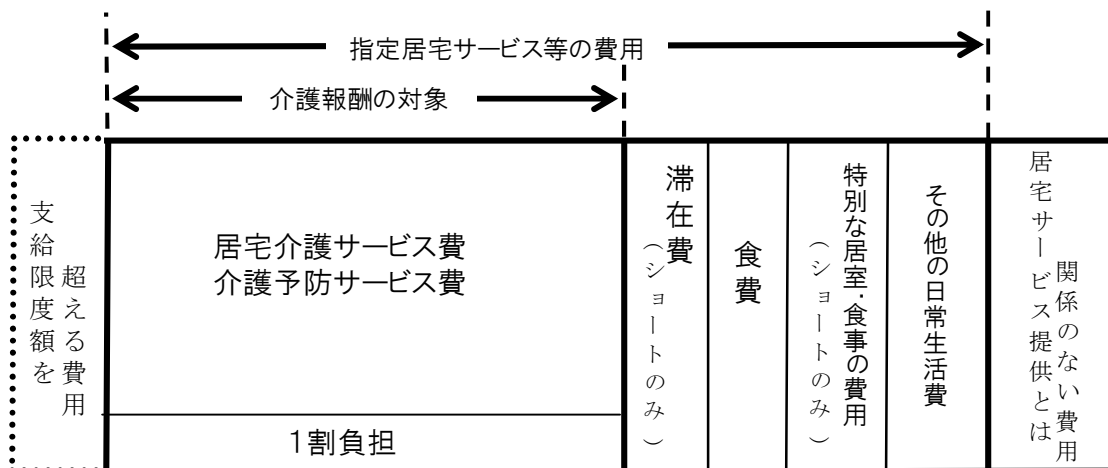 指定居宅サービス等の費用
介護報酬の対象
支給限度額を
超える費用
居宅介護サービス費
介護予防サービス費
1割負担
滞在費
（ショートのみ）
食費
特別な居室・食事の費用
（ショートのみ）
その他の日常生活費
居宅サービス提供とは
関係のない費用